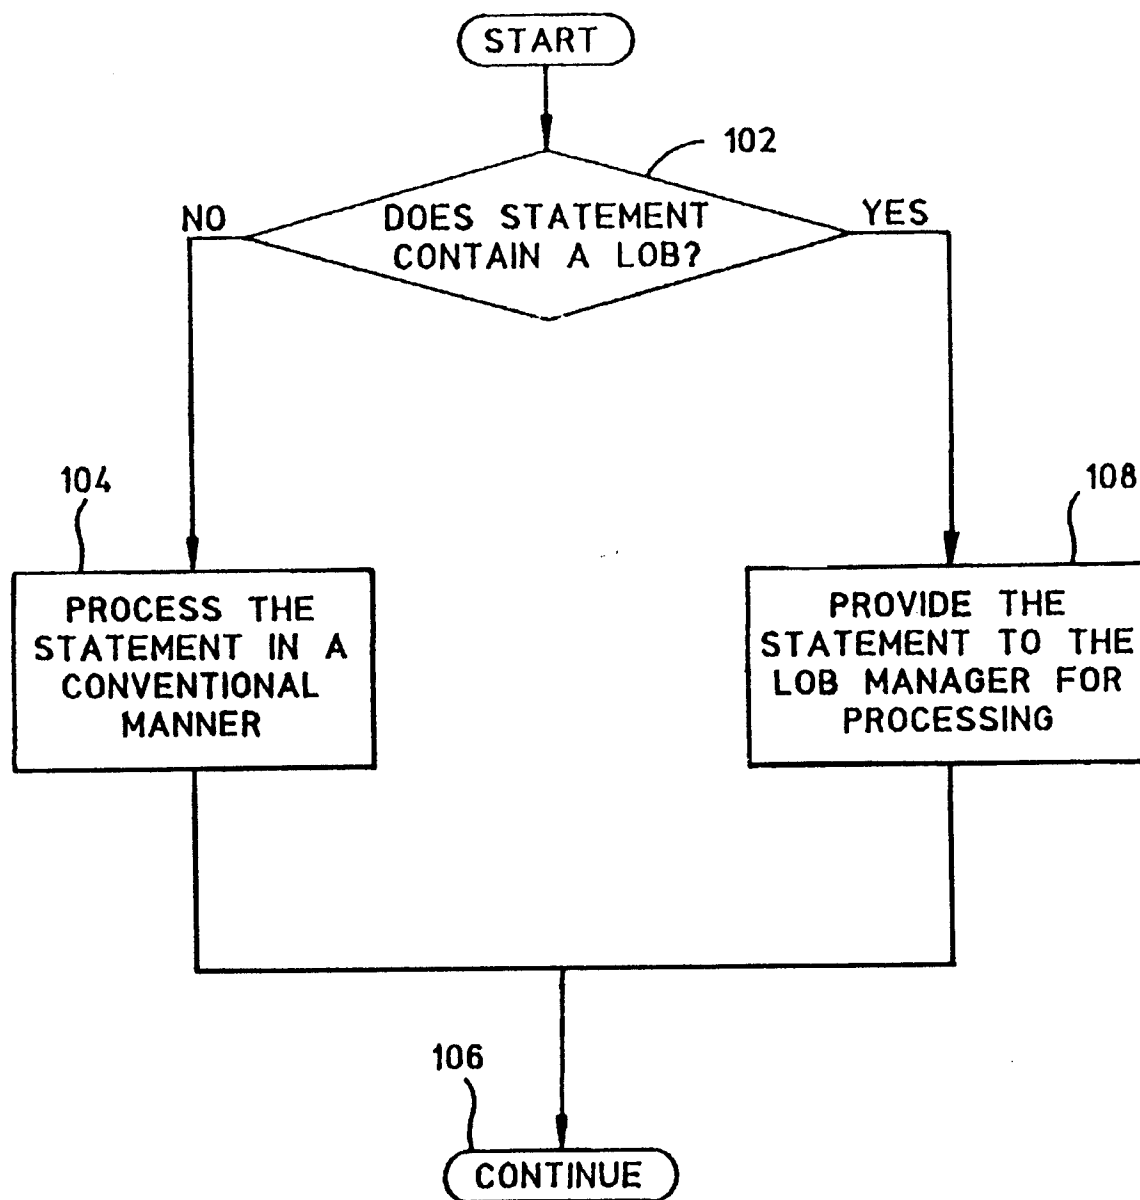 START
102
DOES STATEMENT
CONTAIN A LOB?
NO
YES
104
PROCESS THE
STATEMENT IN A
CONVENTIONAL
MANNER
108
PROVIDE THE
STATEMENT TO THE
LOB MANAGER FOR
PROCESSING
106
CONTINUE